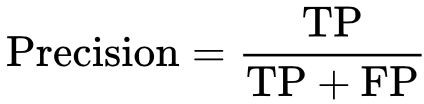 Precision = TP / TP + FP